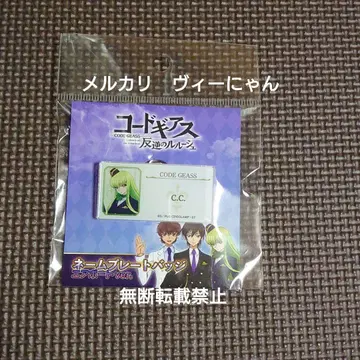 メルカリ　ヴィーにゃん
コードギアス
CODE GEASS
反逆のルルーシュ
CODE GEASS
C.C.
ネームプレートバッジ
無断転載禁止